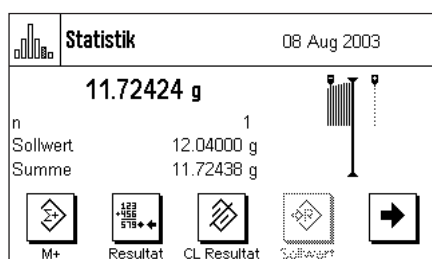 Statistik 08 Aug 2003
11.72424 g
n 1
Sollwert 12.04000 g
Summe 11.72438 g
M+ Resultat CL Resultat Sollwert